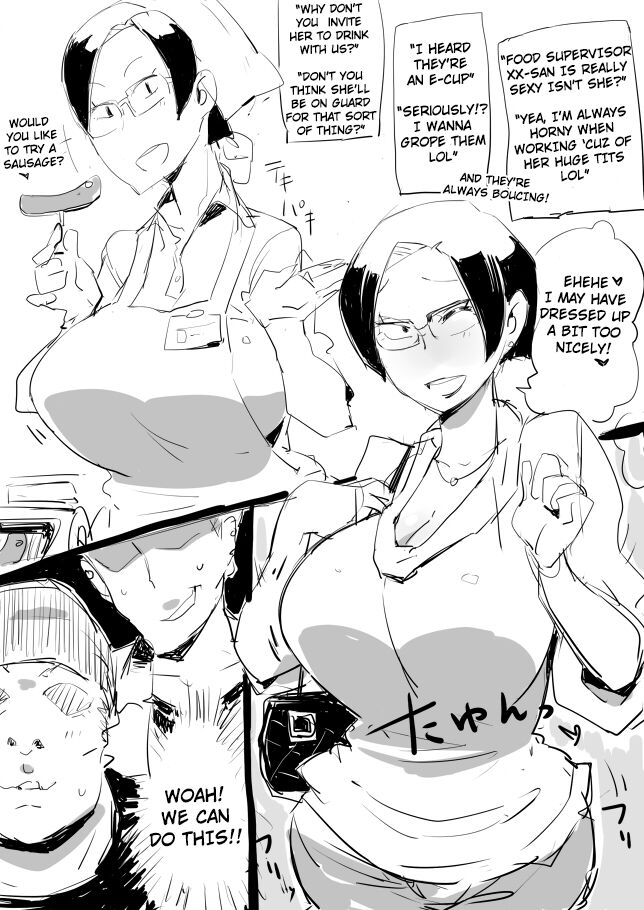 "WHY DON'T
YOU INVITE
HER TO DRINK
WITH US?"
"DON'T YOU
THINK SHE'LL
BE ON GUARD
FOR THAT SORT
OF THING?"
"I HEARD
THEY'RE
AN E-CUP"
"SERIOUSLY!?
I WANNA
GROPE THEM
LOL"
"FOOD SUPERVISOR
XX-SAN IS REALLY
SEXY ISN'T SHE?"
"YEA, I'M ALWAYS
HORNY WHEN
WORKING 'CUZ OF
HER HUGE TITS
LOL"
AND THEY'RE
ALWAYS BOUCING!
WOULD
YOU LIKE
TO TRY A
SAUSAGE?
テキ
パキ
EHEHE
I MAY HAVE
DRESSED UP
A BIT TOO
NICELY!
たゆんっ
WOAH!
WE CAN
DO THIS!!